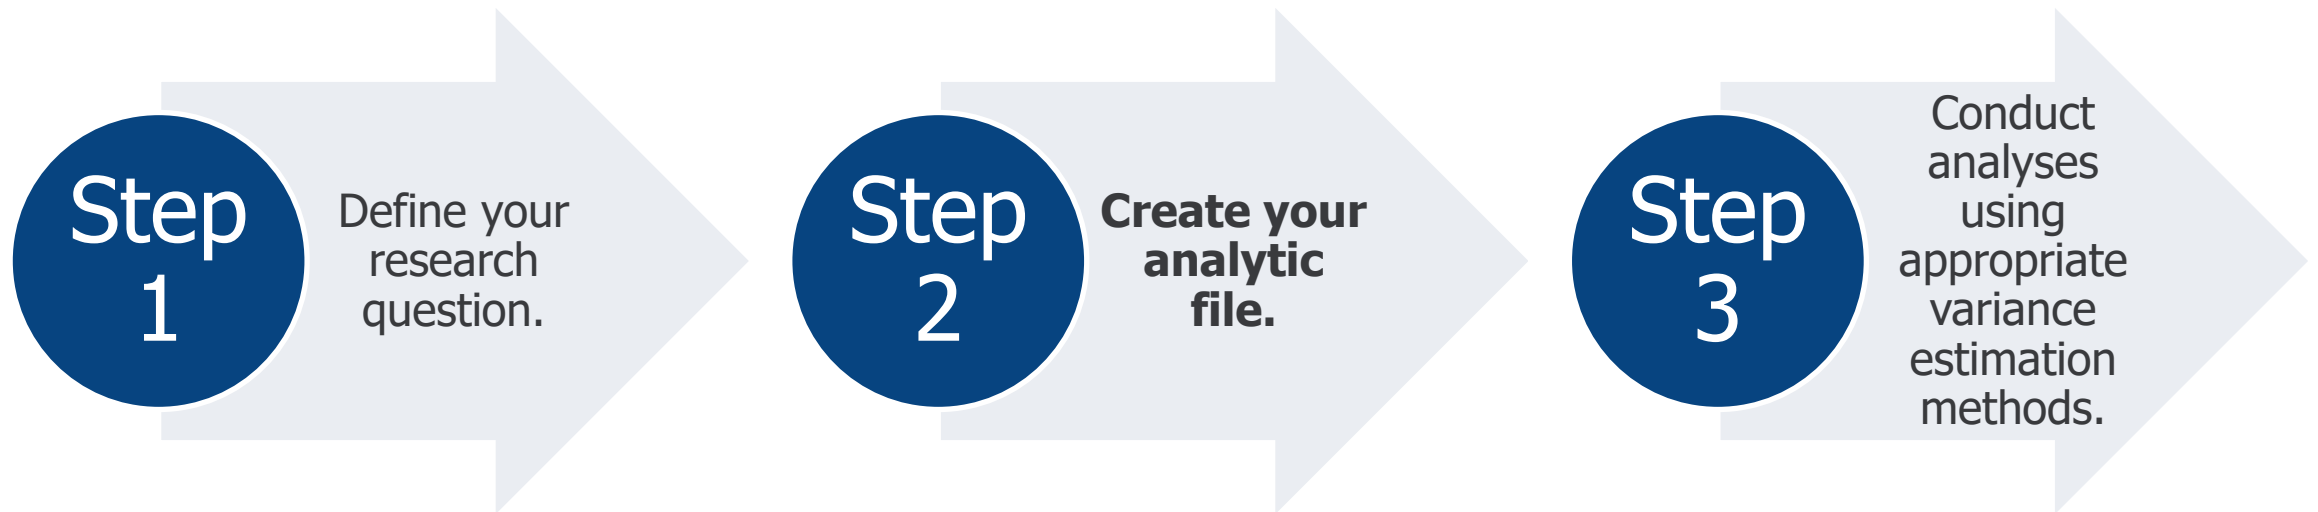 Step
1
Define your
research
question.
Step
2
Create your
analytic
file.
Step
3
Conduct
analyses
using
appropriate
variance
estimation
methods.